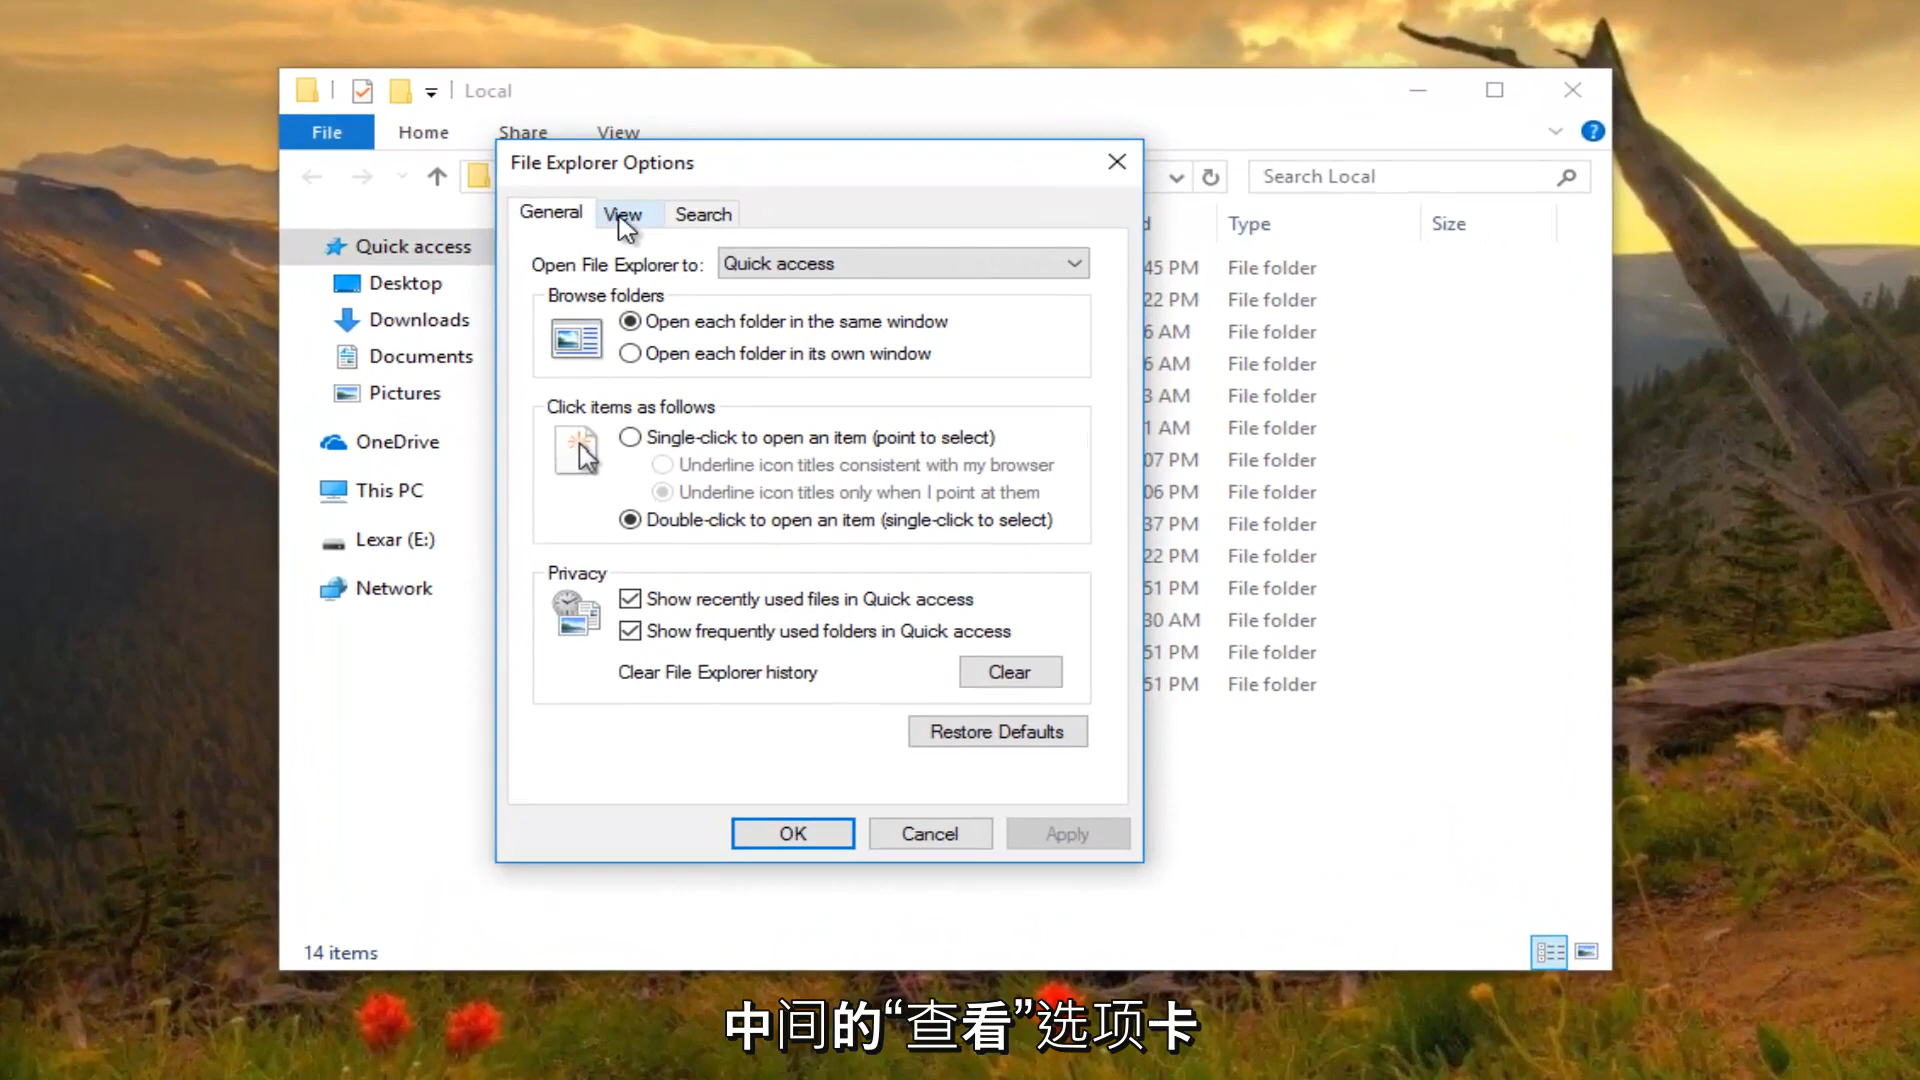 Local
File Home Share View
Search Local
File Explorer Options
General View Search
Open File Explorer to: Quick access
Browse folders
Open each folder in the same window
Open each folder in its own window
Click items as follows
Single-click to open an item (point to select)
Underline icon titles consistent with my browser
Underline icon titles only when I point at them
Double-click to open an item (single-click to select)
Privacy
Show recently used files in Quick access
Show frequently used folders in Quick access
Clear File Explorer history Clear
Restore Defaults
OK Cancel Apply
Quick access
Desktop
Downloads
Documents
Pictures
OneDrive
This PC
Lexar (E:)
Network
Type Size
45 PM File folder
22 PM File folder
6 AM File folder
6 AM File folder
3 AM File folder
1 AM File folder
07 PM File folder
06 PM File folder
37 PM File folder
22 PM File folder
51 PM File folder
30 AM File folder
51 PM File folder
51 PM File folder
14 items
中间的“查看”选项卡